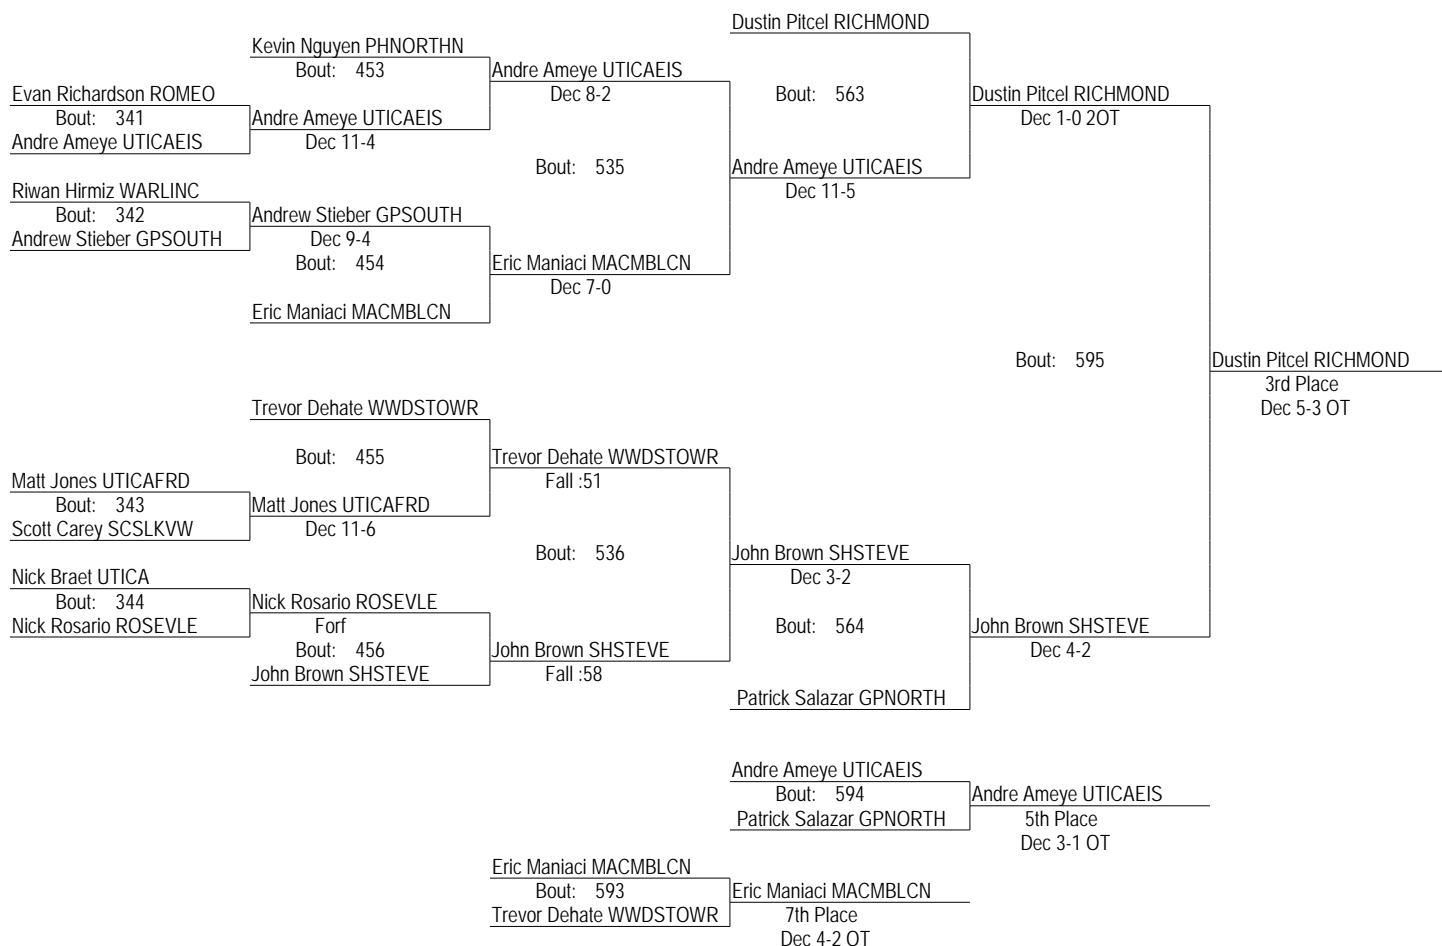 Dustin Pitcel RICHMOND
Kevin Nguyen PHNORTHN
Bout: 453
Andre Ameye UTICAEIS
Dec 8-2
Evan Richardson ROMEO
Bout: 341
Andre Ameye UTICAEIS
Andre Ameye UTICAEIS
Dec 11-4
Bout: 563
Dustin Pitcel RICHMOND
Dec 1-0 2OT
Bout: 535
Andre Ameye UTICAEIS
Dec 11-5
Riwan Hirmiz WARLINC
Bout: 342
Andrew Stieber GPSOUTH
Andrew Stieber GPSOUTH
Dec 9-4
Bout: 454
Eric Maniaci MACMBLCN
Eric Maniaci MACMBLCN
Dec 7-0
Bout: 595
Dustin Pitcel RICHMOND
3rd Place
Dec 5-3 OT
Trevor Dehate WWDSTOWR
Bout: 455
Trevor Dehate WWDSTOWR
Fall :51
Matt Jones UTICAFRD
Bout: 343
Scott Carey SCSLKVW
Matt Jones UTICAFRD
Dec 11-6
Bout: 536
John Brown SHSTEVE
Dec 3-2
Nick Braet UTICA
Bout: 344
Nick Rosario ROSEVLE
Nick Rosario ROSEVLE
Forf
Bout: 456
John Brown SHSTEVE
John Brown SHSTEVE
Fall :58
Bout: 564
John Brown SHSTEVE
Dec 4-2
Patrick Salazar GPNORTH
Andre Ameye UTICAEIS
Bout: 594
Patrick Salazar GPNORTH
Andre Ameye UTICAEIS
5th Place
Dec 3-1 OT
Eric Maniaci MACMBLCN
Bout: 593
Trevor Dehate WWDSTOWR
Eric Maniaci MACMBLCN
7th Place
Dec 4-2 OT